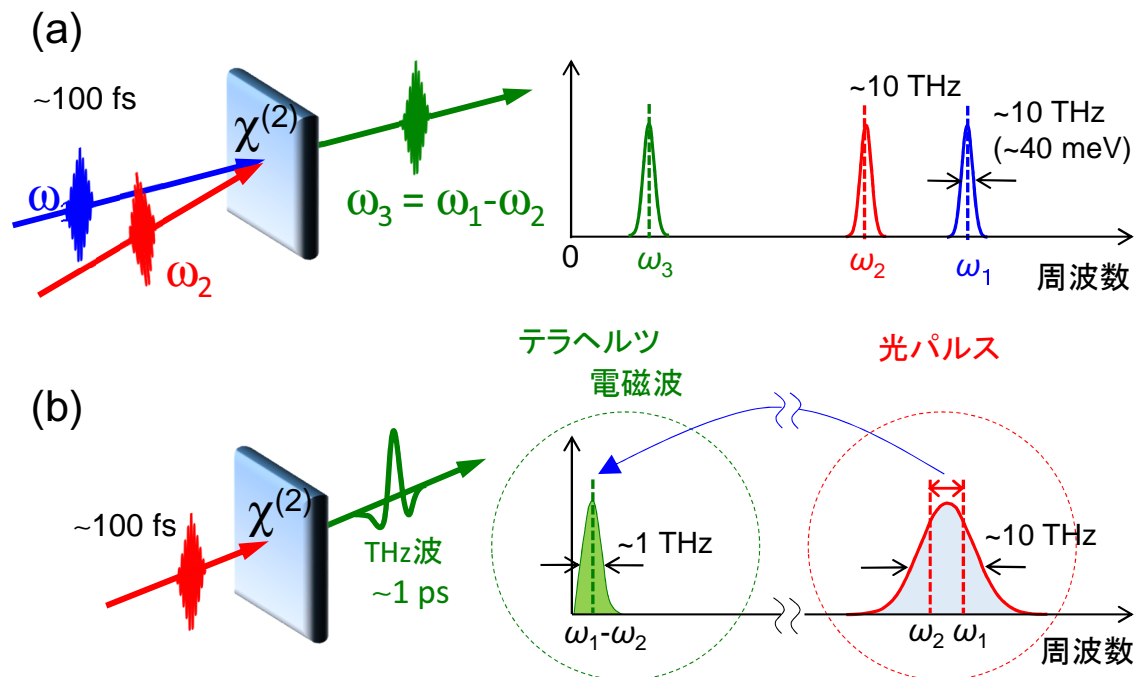 (a)
~100 fs
χ(2)
ω1
ω2
ω3 = ω1-ω2
~10 THz
~10 THz
(~40 meV)
0
ω3
ω2
ω1
周波数
テラヘルツ
電磁波
光パルス
(b)
~100 fs
χ(2)
THz波
~1 ps
~1 THz
~10 THz
ω1-ω2
ω2 ω1
周波数